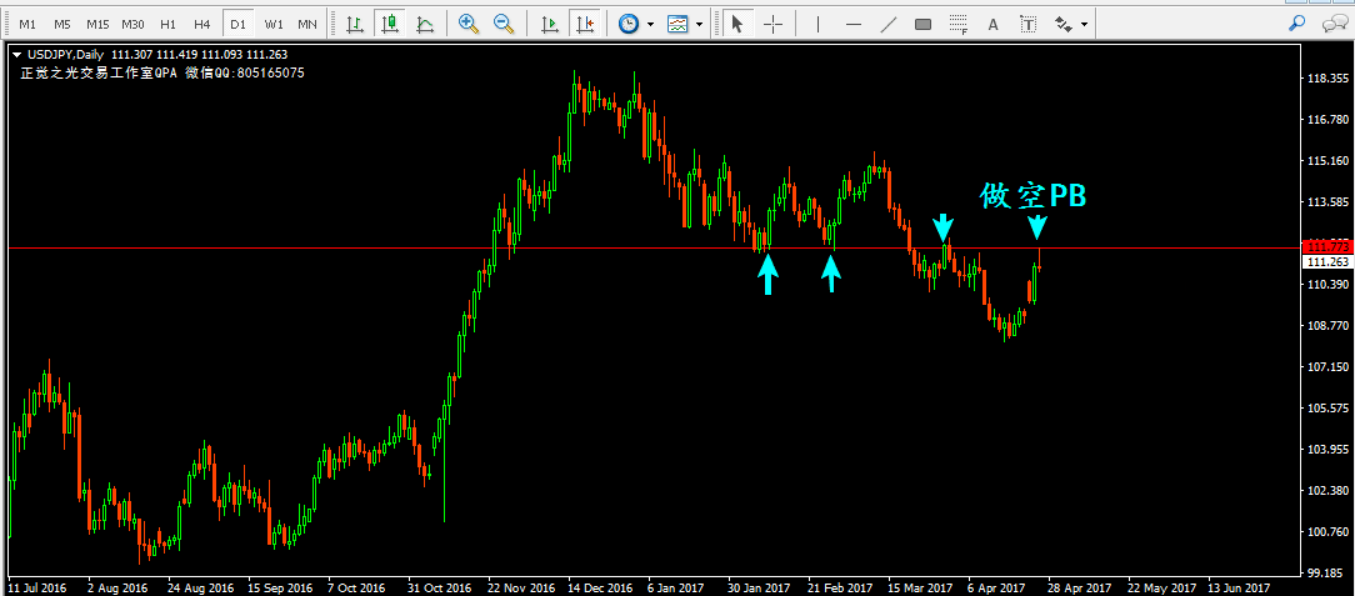 M1 M5 M15 M30 H1 H4 D1 W1 MN A T
USDJPY,Daily 111.307 111.419 111.093 111.263
正觉之光交易工作室QPA 微信QQ:805165075
118.355
116.780
115.160
做空PB
113.585
111.773
111.263
110.390
108.770
107.150
105.575
103.955
102.380
100.760
99.185
11 Jul 2016 2 Aug 2016 24 Aug 2016 15 Sep 2016 7 Oct 2016 31 Oct 2016 22 Nov 2016 14 Dec 2016 6 Jan 2017 30 Jan 2017 21 Feb 2017 15 Mar 2017 6 Apr 2017 28 Apr 2017 22 May 2017 13 Jun 2017